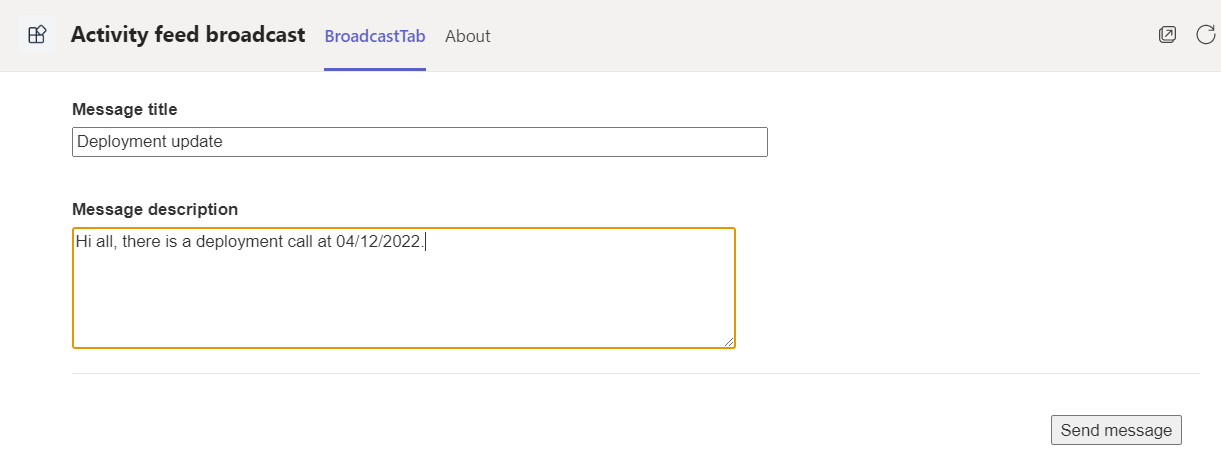 Activity feed broadcast BroadcastTab About
Message title
Deployment update
Message description
Hi all, there is a deployment call at 04/12/2022.
Send message